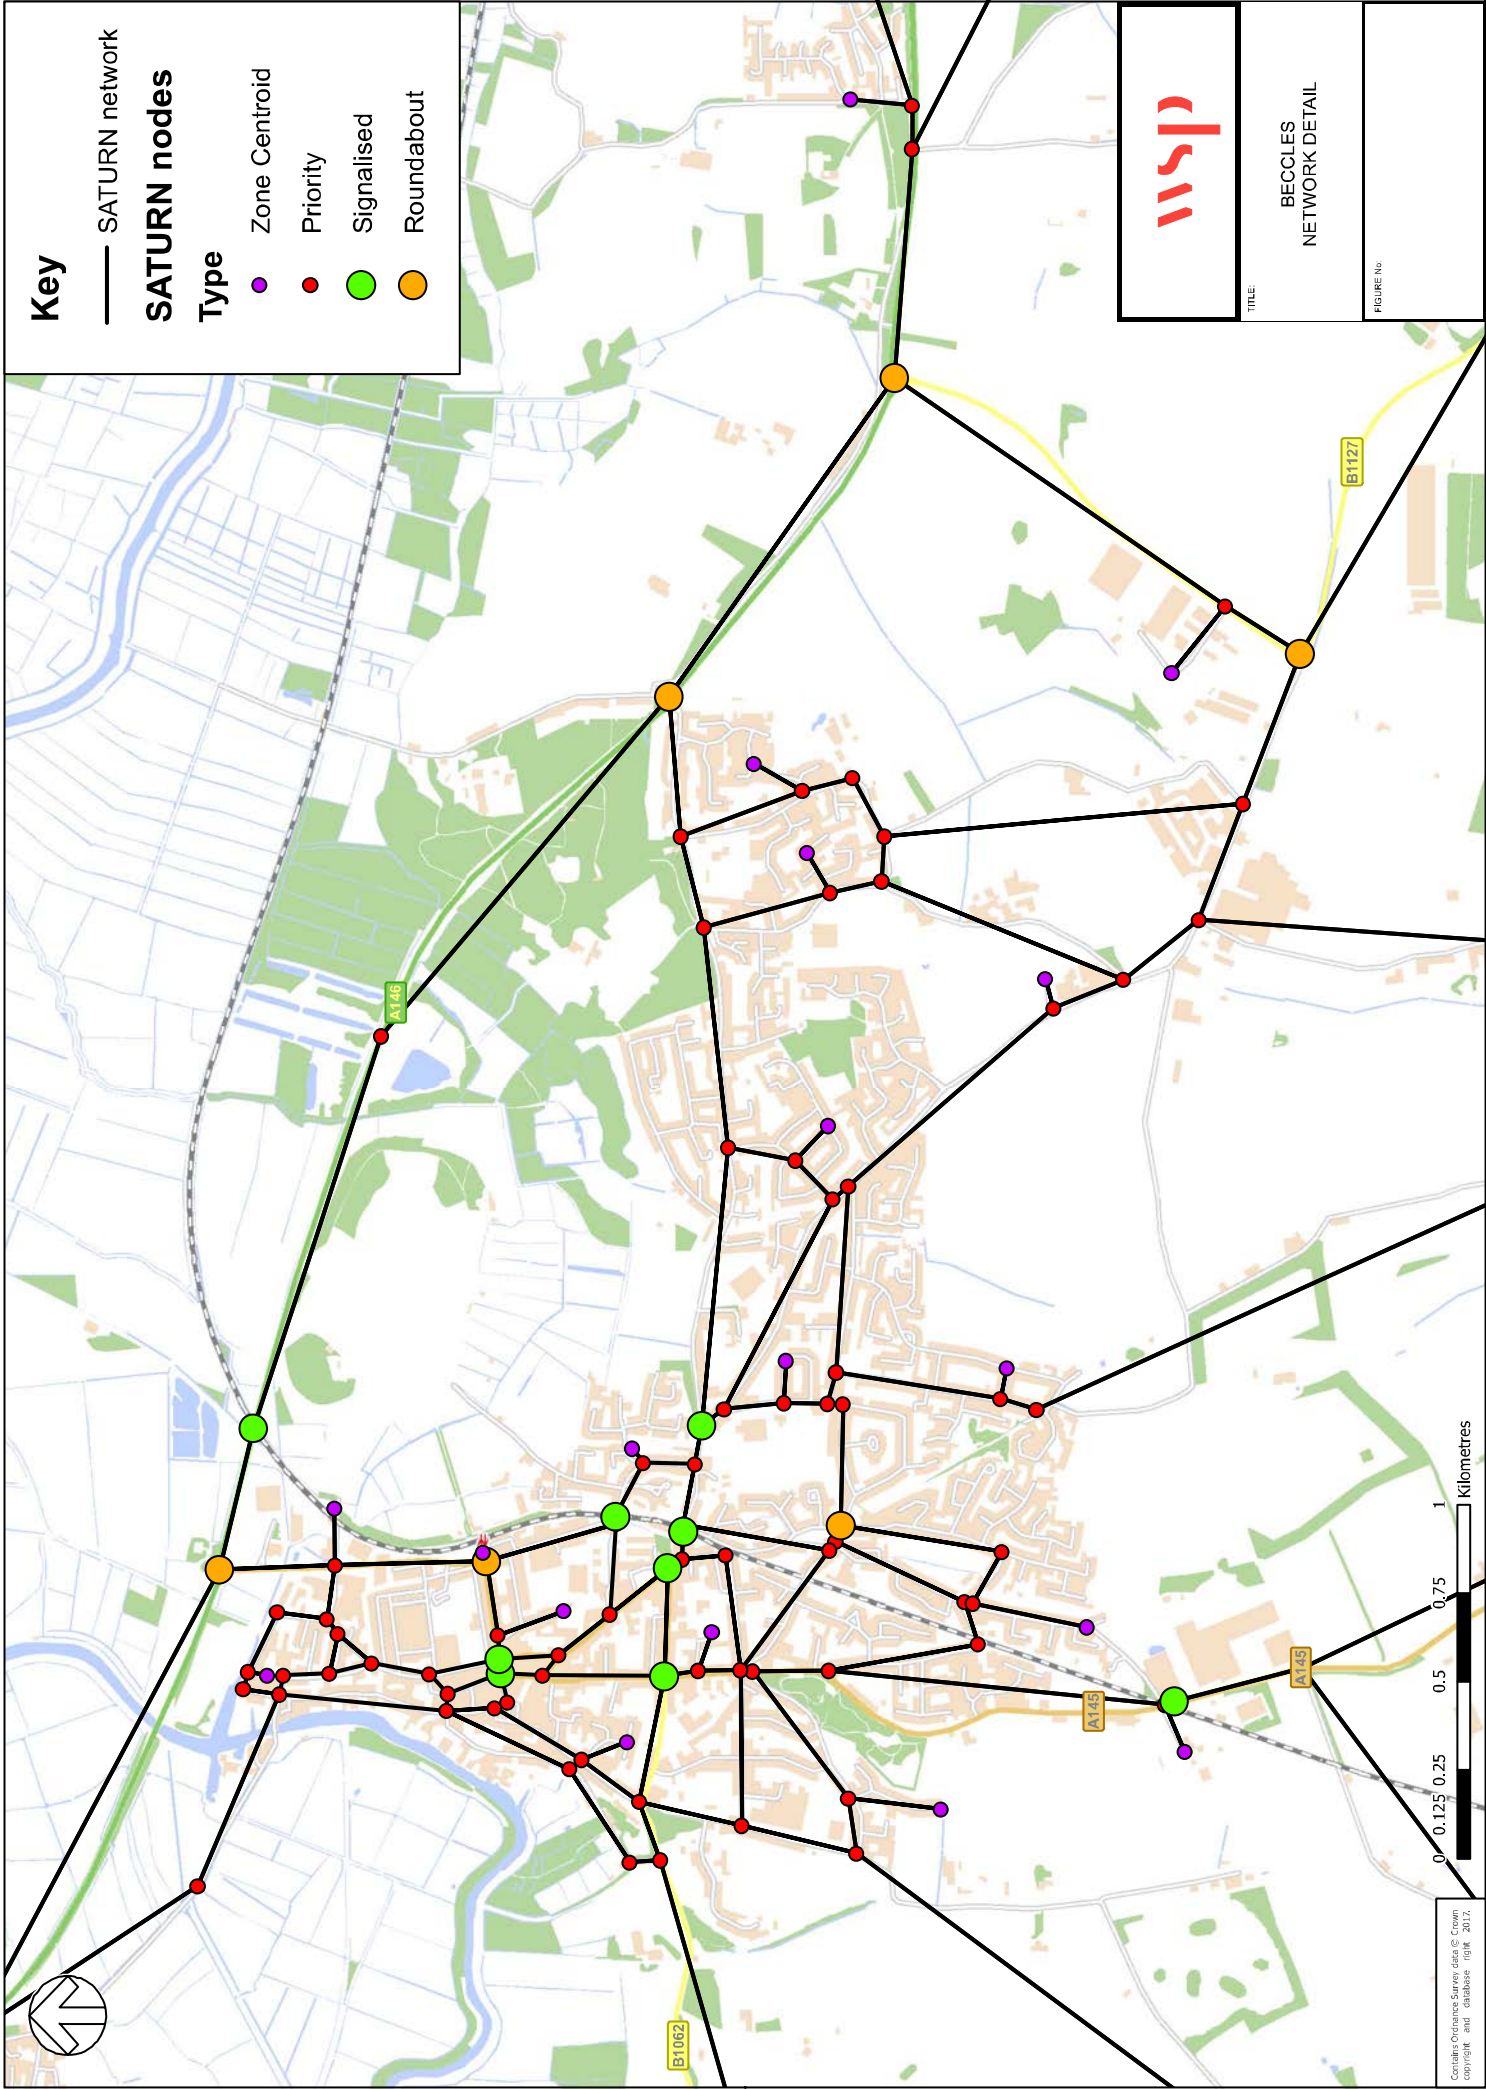 Key
SATURN network
SATURN nodes
Type
Zone Centroid
Priority
Signalised
Roundabout
A146
B1127
A145
A145
B1062
0 0.125 0.25 0.5 0.75 1
Kilometres
wsp
TITLE:
BECCLES
NETWORK DETAIL
FIGURE No:
Contains Ordnance Survey data © Crown
copyright and database right 2017.